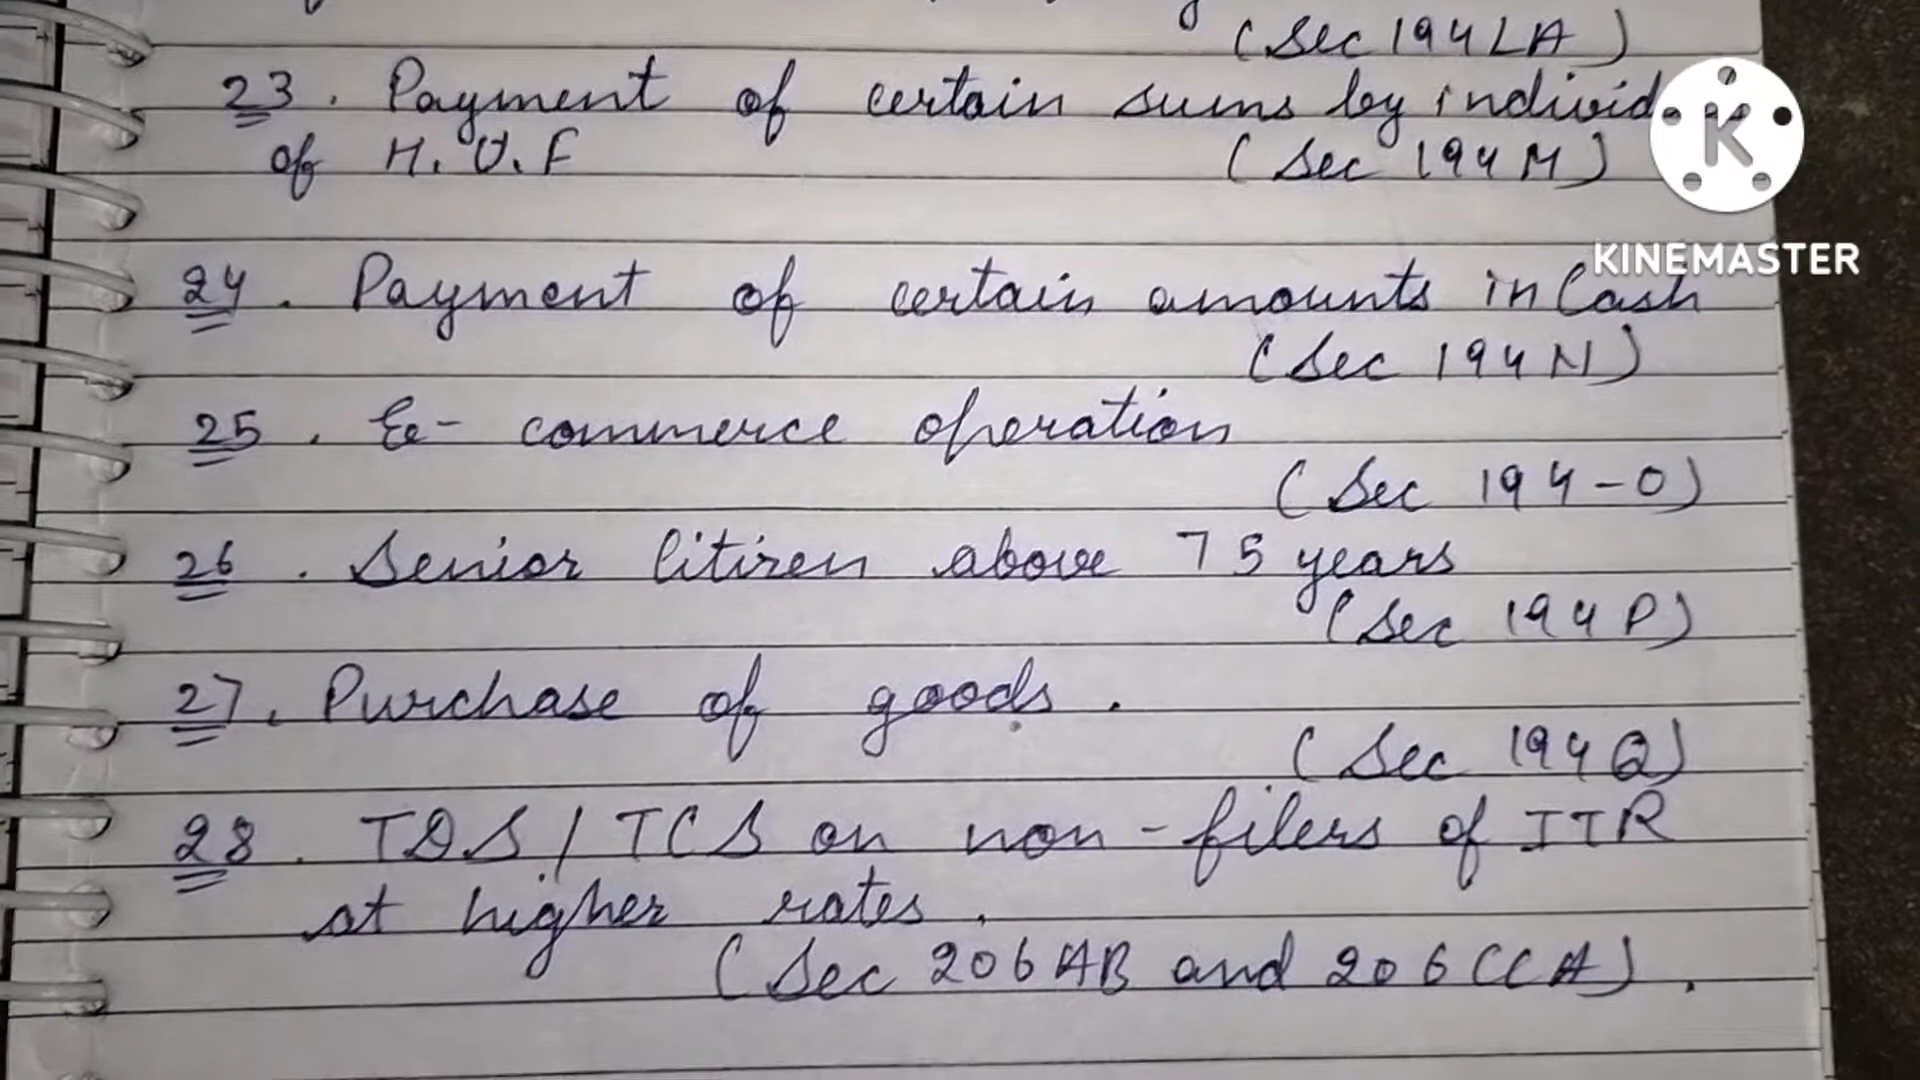 (Sec 194LA)
23. Payment of certain sums by individ
of H.U.F (Sec 194M)
KINEMASTER
24. Payment of certain amounts in Cash
(Sec 194N)
25. Ee- commerce operation
(Sec 194-O)
26. Senior Citizen above 75 years
(Sec 194P)
27. Purchase of goods.
(Sec 194Q)
28. TDS/TCS on non-filers of ITR
at higher rates.
(Sec 206AB and 206CCA).